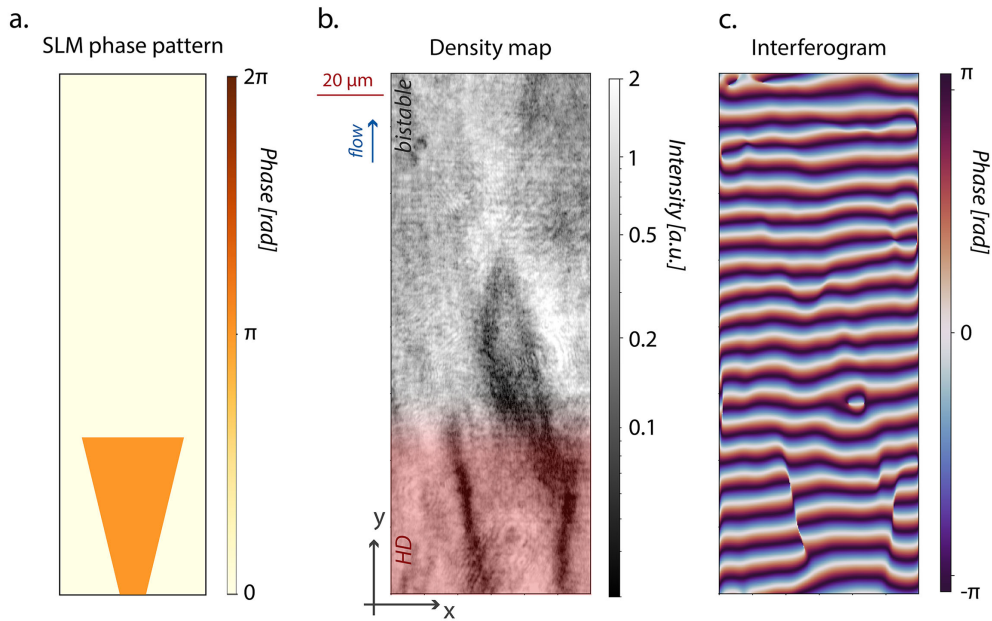 a.
SLM phase pattern
2π
π
0
Phase [rad]
b.
Density map
20 μm
flow
bistable
HD
y
x
2
1
0.5
0.2
0.1
Intensity [a.u.]
c.
Interferogram
π
0
-π
Phase [rad]